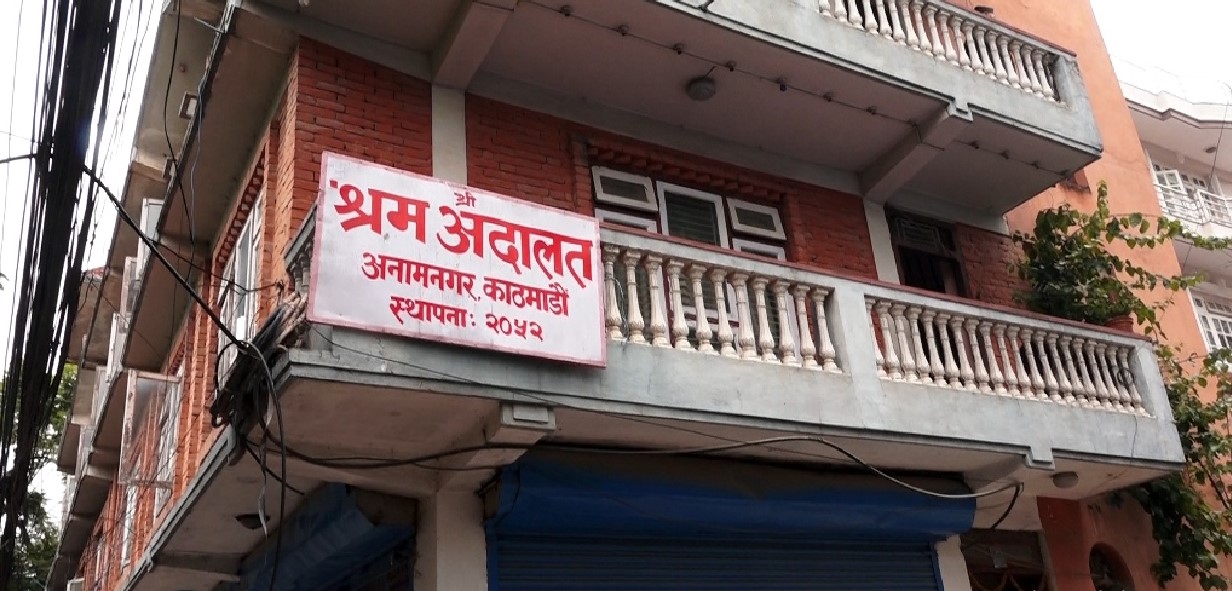 श्री
श्रम अदालत
अनामनगर, काठमाडौं
स्थापना: २०५२